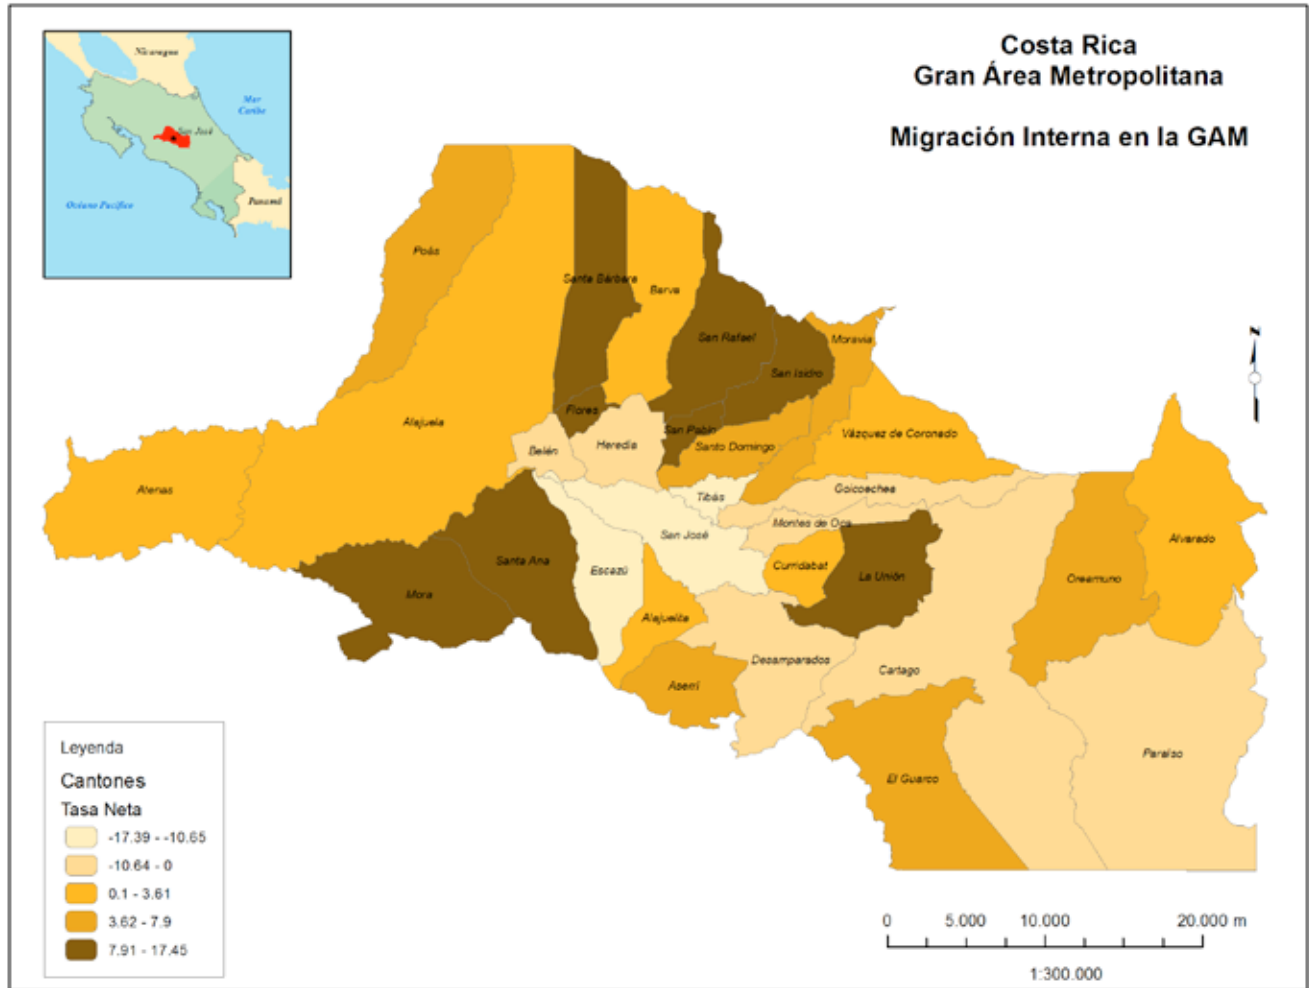 Costa Rica
Gran Área Metropolitana
Migración Interna en la GAM
Nicaragua
Mar
Caribe
San José
Océano Pacífico
Panamá
Poás
Santa Bárbara
Barva
San Rafael
Moravia
San Isidro
Alajuela
Flores
San Pablo
Santo Domingo
Vázquez de Coronado
Belén
Heredia
Atenas
Tibás
Goicoechea
Montes de Oca
San José
Alvarado
Santa Ana
Escazú
Curridabat
La Unión
Oreamuno
Mora
Alajuelita
Desamparados
Cartago
Aserrí
Paraíso
El Guarco
N
Leyenda
Cantones
Tasa Neta
-17.39 - -10.65
-10.64 - 0
0.1 - 3.61
3.62 - 7.9
7.91 - 17.45
0 5.000 10.000 20.000 m
1:300.000